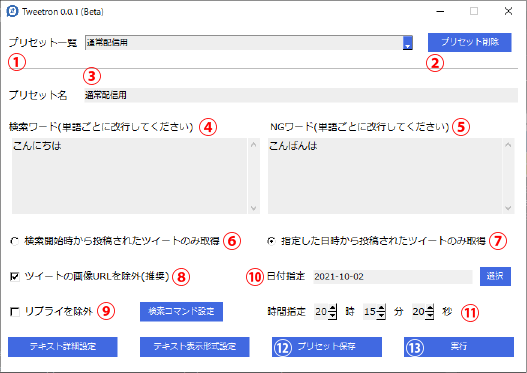 Tweetron 0.0.1 (Beta)
プリセット一覧 通常配信用 プリセット削除
① ②
③
プリセット名 通常配信用
検索ワード(単語ごとに改行してください) ④ NGワード(単語ごとに改行してください) ⑤
こんにちは こんばんは
検索開始時から投稿されたツイートのみ取得 ⑥ 指定した日時から投稿されたツイートのみ取得 ⑦
ツイートの画像URLを除外(推奨) ⑧ ⑩ 日付指定 2021-10-02 選択
リプライを除外 ⑨ 検索コマンド設定 時間指定 20 時 15 分 20 秒 ⑪
テキスト詳細設定 テキスト表示形式設定 ⑫ プリセット保存 ⑬ 実行